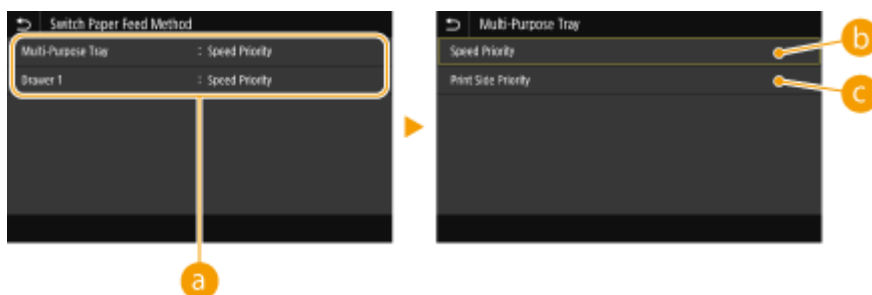 Switch Paper Feed Method
Multi-Purpose Tray : Speed Priority
Drawer 1 : Speed Priority
a
Multi-Purpose Tray
Speed Priority
b
Print Side Priority
c